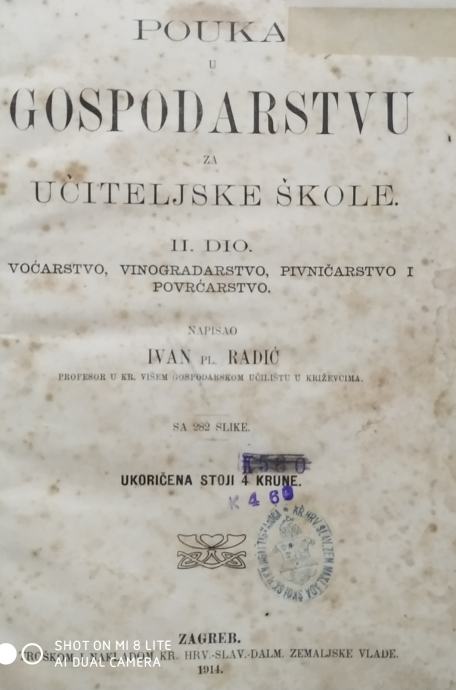 POUKA
U
GOSPODARSTVU
ZA
UČITELJSKE ŠKOLE.
II. DIO.
VOĆARSTVO, VINOGRADARSTVO, PIVNIČARSTVO I
POVRĆARSTVO.
NAPISAO
IVAN PL. RADIĆ
PROFESOR U KR. VIŠEM GOSPODARSKOM UČILIŠTU U KRIŽEVCIMA.
SA 282 SLIKE.
UKORIČENA STOJI 4 KRUNE.
K 4 60
ZAGREB.
TROŠKOM I NAKLADOM KR. HRV.-SLAV.-DALM. ZEMALJSKE VLADE.
1914.
SHOT ON MI 8 LITE
AI DUAL CAMERA